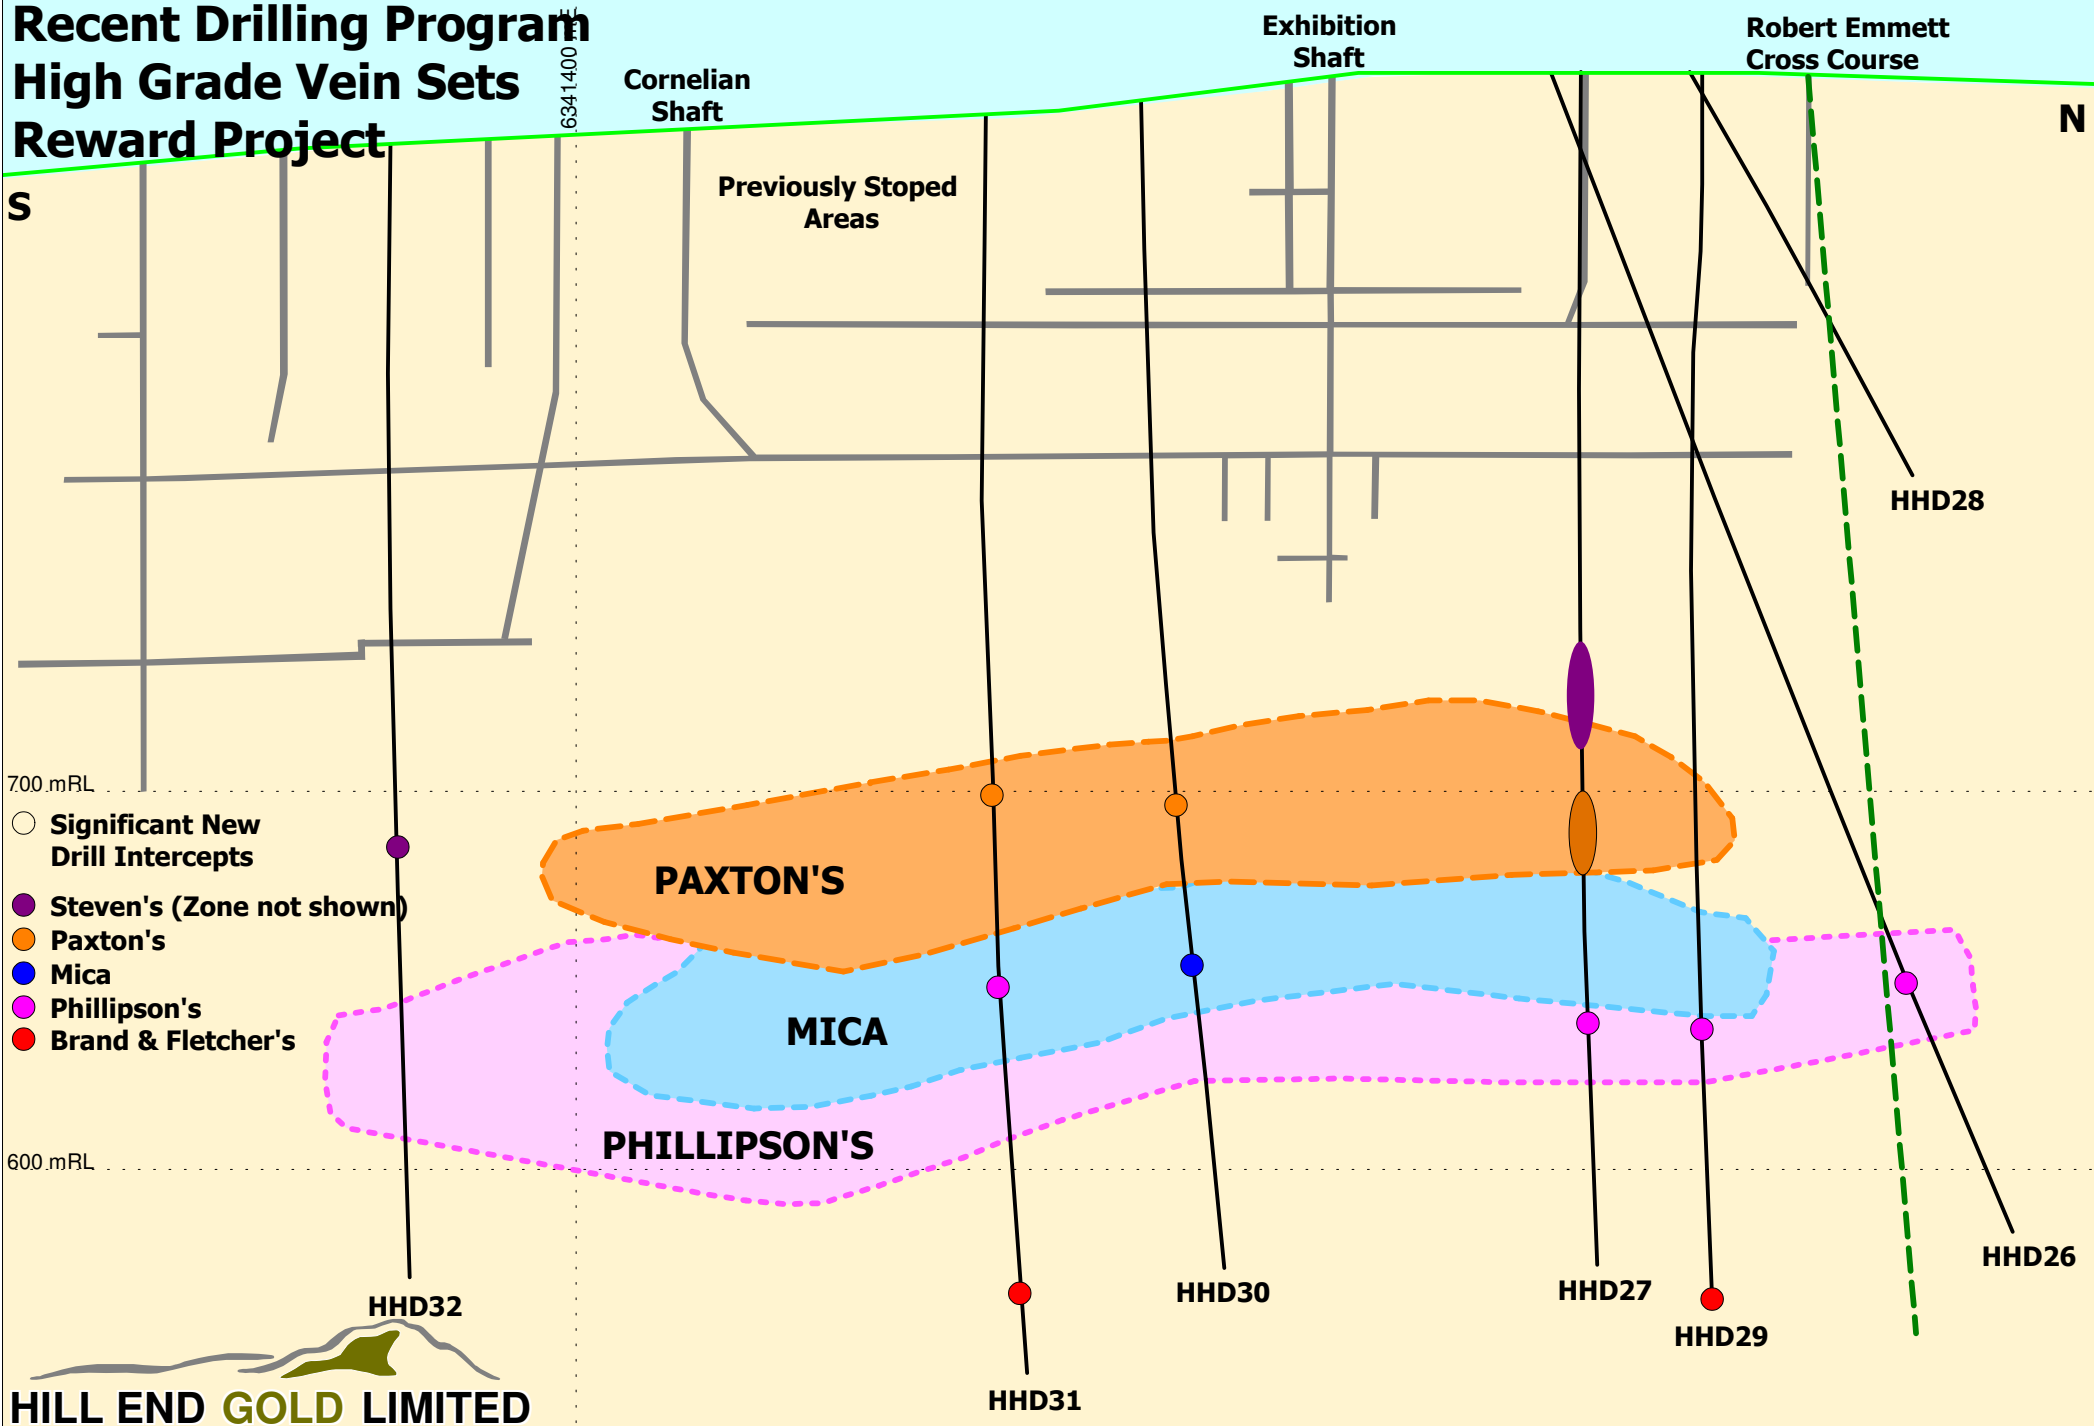 Recent Drilling Program
High Grade Vein Sets
Reward Project
6341400 mE
Cornelian
Shaft
Exhibition
Shaft
Robert Emmett
Cross Course
S
N
Previously Stoped
Areas
HHD28
700 mRL
Significant New
Drill Intercepts
Steven's (Zone not shown)
Paxton's
Mica
Phillipson's
Brand & Fletcher's
PAXTON'S
MICA
PHILLIPSON'S
600 mRL
HHD32
HHD31
HHD30
HHD27
HHD29
HHD26
HILL END GOLD LIMITED